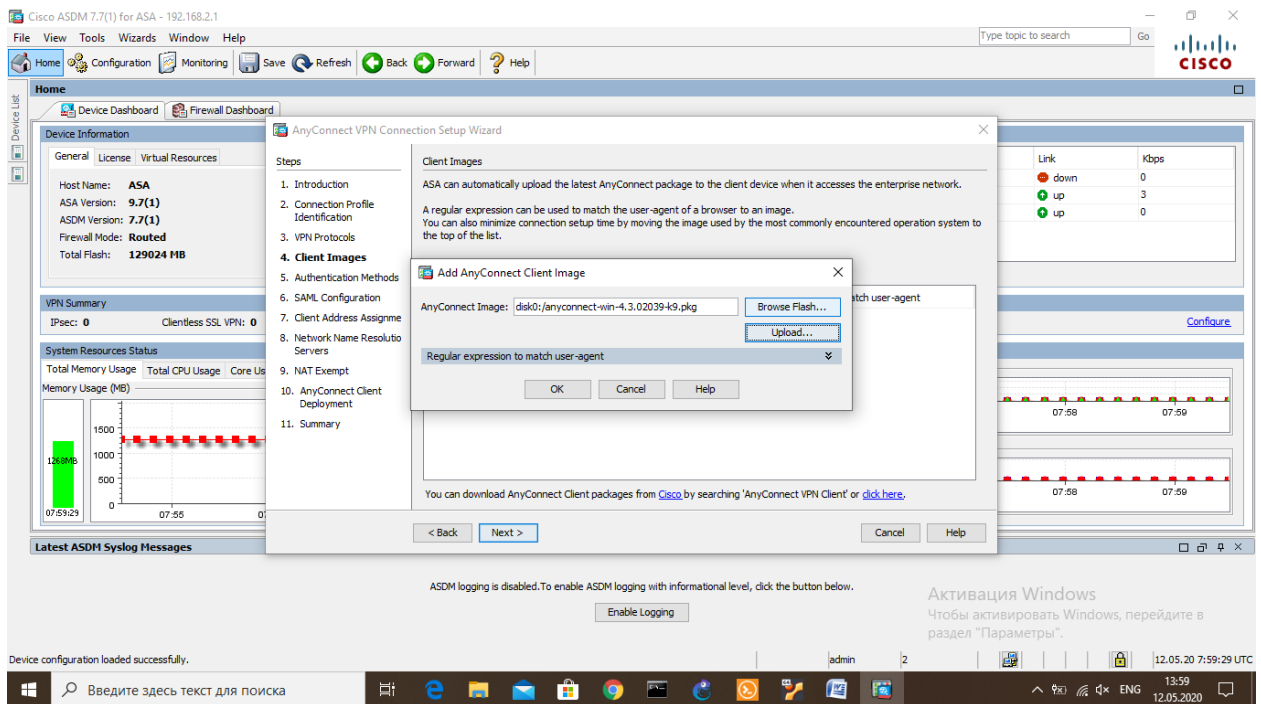 Cisco ASDM 7.7(1) for ASA - 192.168.2.1
File View Tools Wizards Window Help
Type topic to search Go
Home Configuration Monitoring Save Refresh Back Forward Help
CISCO
Device List
Home
Device Dashboard Firewall Dashboard
Device Information
General License Virtual Resources
Host Name: ASA
ASA Version: 9.7(1)
ASDM Version: 7.7(1)
Firewall Mode: Routed
Total Flash: 129024 MB
Link Kbps
down 0
up 3
up 0
VPN Summary
IPsec: 0 Clientless SSL VPN: 0
Configure
System Resources Status
Total Memory Usage Total CPU Usage Core Us
Memory Usage (MB)
1500
1000
500
0
1268MB
07:59:29
07:55 07
07:58 07:59
07:58 07:59
AnyConnect VPN Connection Setup Wizard
Steps
1. Introduction
2. Connection Profile
Identification
3. VPN Protocols
4. Client Images
5. Authentication Methods
6. SAML Configuration
7. Client Address Assignme
8. Network Name Resolutio
Servers
9. NAT Exempt
10. AnyConnect Client
Deployment
11. Summary
Client Images
ASA can automatically upload the latest AnyConnect package to the client device when it accesses the enterprise network.
A regular expression can be used to match the user-agent of a browser to an image.
You can also minimize connection setup time by moving the image used by the most commonly encountered operation system to
the top of the list.
atch user-agent
Add AnyConnect Client Image
AnyConnect Image: disk0:/anyconnect-win-4.3.02039-k9.pkg Browse Flash...
Upload...
Regular expression to match user-agent
OK Cancel Help
You can download AnyConnect Client packages from Cisco by searching 'AnyConnect VPN Client' or click here.
< Back Next > Cancel Help
Latest ASDM Syslog Messages
ASDM logging is disabled.To enable ASDM logging with informational level, click the button below.
Enable Logging
Активация Windows
Чтобы активировать Windows, перейдите в
раздел "Параметры".
Device configuration loaded successfully.
admin 2 12.05.20 7:59:29 UTC
Введите здесь текст для поиска
ENG
13:59
12.05.2020